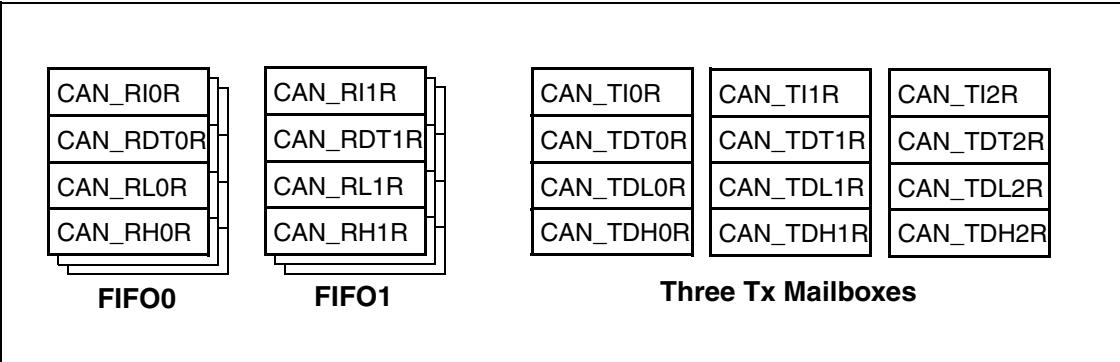 CAN_RI0R
CAN_RDT0R
CAN_RL0R
CAN_RH0R
FIFO0
CAN_RI1R
CAN_RDT1R
CAN_RL1R
CAN_RH1R
FIFO1
CAN_TI0R
CAN_TDT0R
CAN_TDL0R
CAN_TDH0R
CAN_TI1R
CAN_TDT1R
CAN_TDL1R
CAN_TDH1R
CAN_TI2R
CAN_TDT2R
CAN_TDL2R
CAN_TDH2R
Three Tx Mailboxes